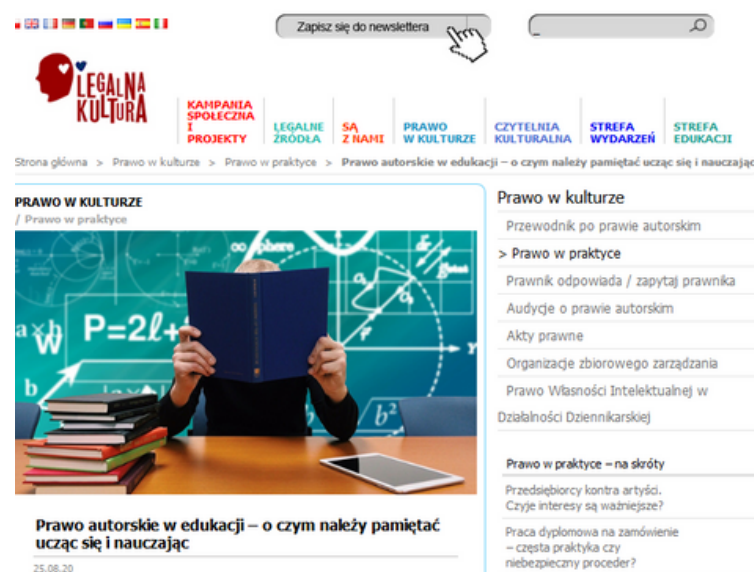 Zapisz się do newslettera
LEGALNA
KULTURA
KAMPANIA
SPOŁECZNA
I
PROJEKTY
LEGALNE
ŹRÓDŁA
SĄ
Z NAMI
PRAWO
W KULTURZE
CZYTELNIA
KULTURALNA
STREFA
WYDARZEŃ
STREFA
EDUKACJI
Strona główna > Prawo w kulturze > Prawo w praktyce > Prawo autorskie w edukacji – o czym należy pamiętać ucząc się i nauczając
PRAWO W KULTURZE
/ Prawo w praktyce
P=2ℓ+
b
/b²
Prawo autorskie w edukacji – o czym należy pamiętać
ucząc się i nauczając
25.08.20
Prawo w kulturze
Przewodnik po prawie autorskim
> Prawo w praktyce
Prawnik odpowiada / zapytaj prawnika
Audycje o prawie autorskim
Akty prawne
Organizacje zbiorowego zarządzania
Prawo Własności Intelektualnej w
Działalności Dziennikarskiej
Prawo w praktyce – na skróty
Przedsiębiorcy kontra artyści.
Czyje interesy są ważniejsze?
Praca dyplomowa na zamówienie
– częsta praktyka czy
niebezpieczny proceder?